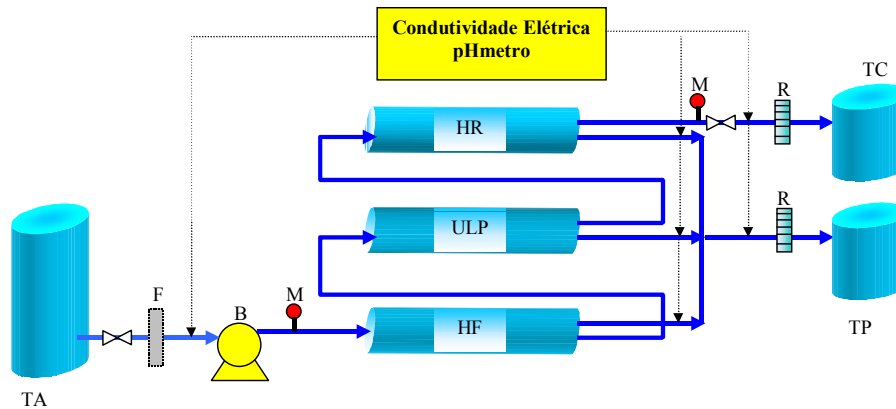 Condutividade Elétrica
pHmetro
TC
M
R
HR
ULP
R
F
B
M
HF
TP
TA